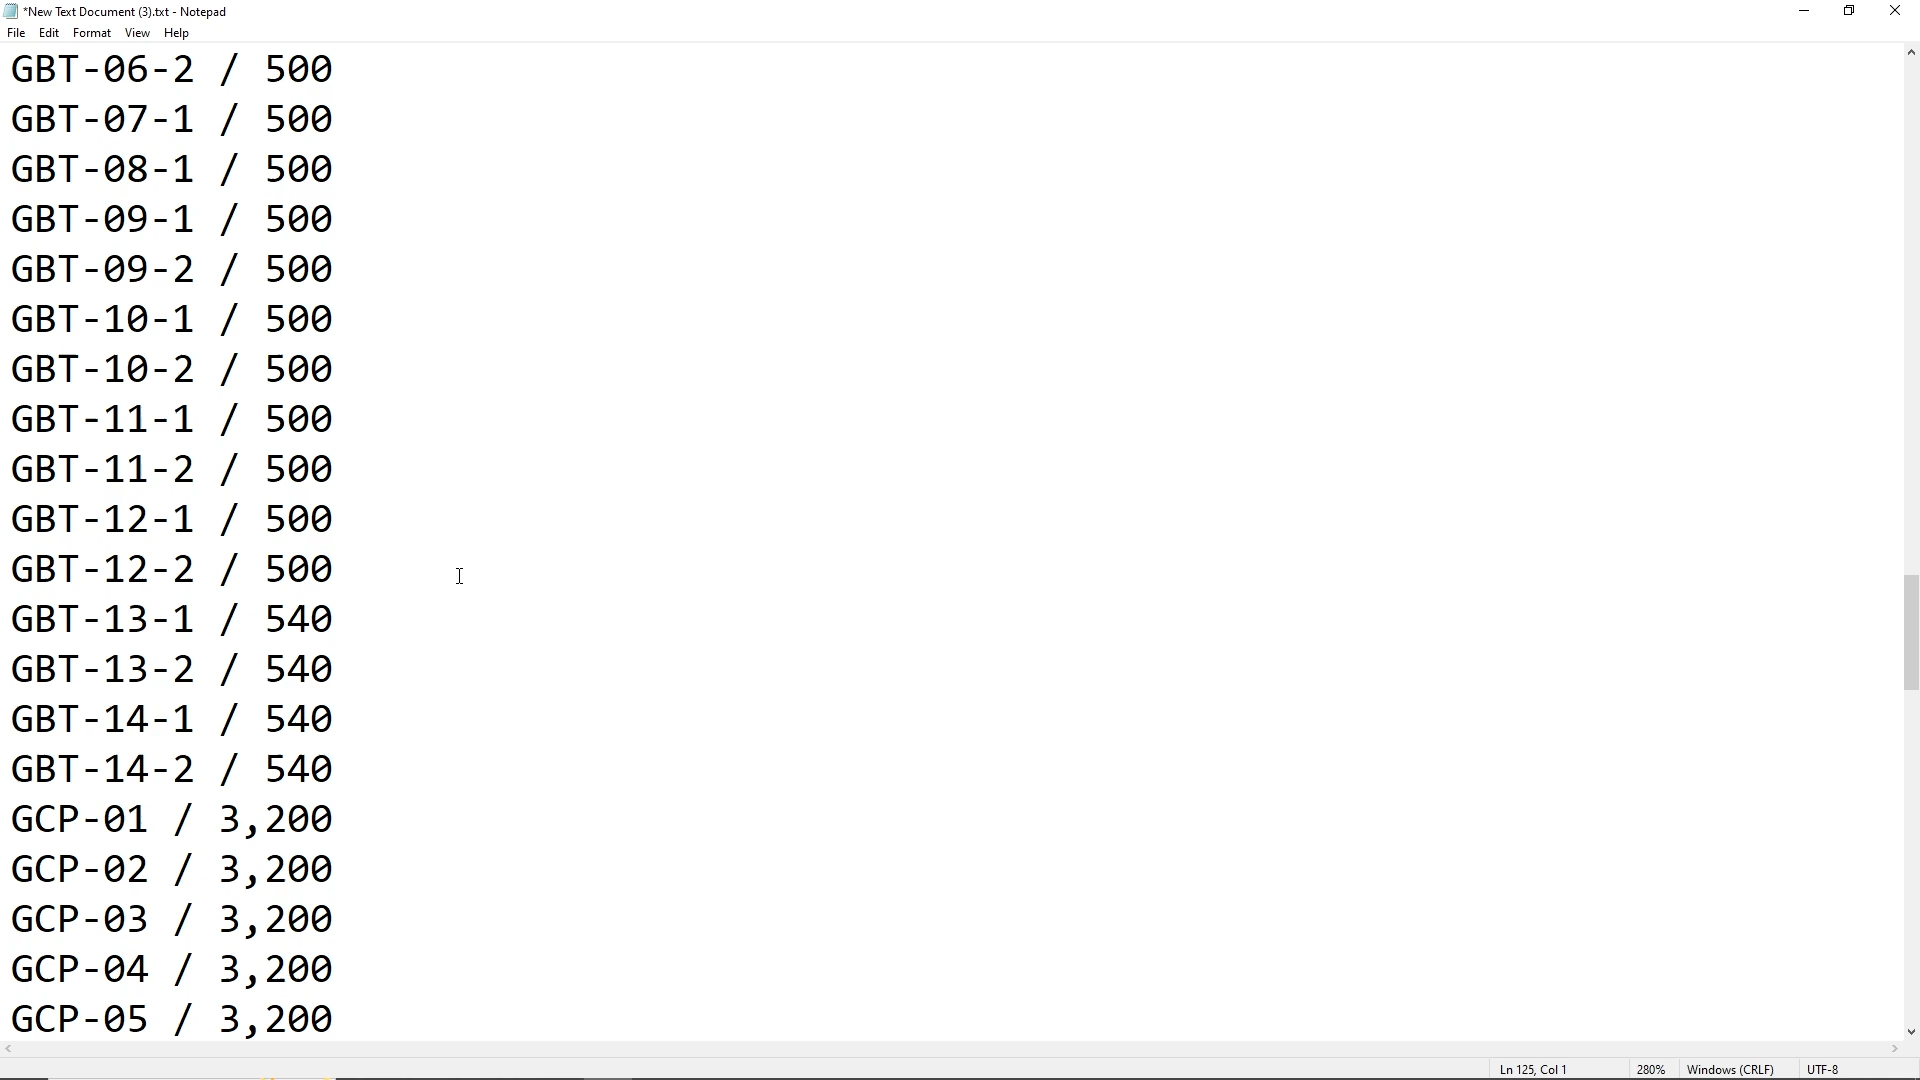 *New Text Document (3).txt - Notepad
File Edit Format View Help
GBT-06-2 / 500
GBT-07-1 / 500
GBT-08-1 / 500
GBT-09-1 / 500
GBT-09-2 / 500
GBT-10-1 / 500
GBT-10-2 / 500
GBT-11-1 / 500
GBT-11-2 / 500
GBT-12-1 / 500
GBT-12-2 / 500
GBT-13-1 / 540
GBT-13-2 / 540
GBT-14-1 / 540
GBT-14-2 / 540
GCP-01 / 3,200
GCP-02 / 3,200
GCP-03 / 3,200
GCP-04 / 3,200
GCP-05 / 3,200
Ln 125, Col 1 280% Windows (CRLF) UTF-8